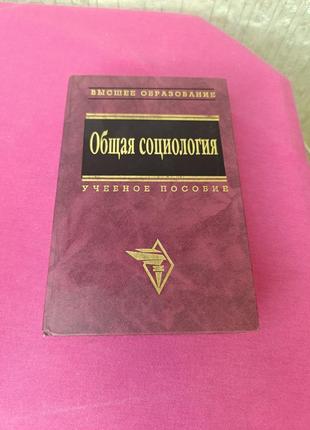 ВЫСШЕЕ ОБРАЗОВАНИЕ
Общая социология
УЧЕБНОЕ ПОСОБИЕ